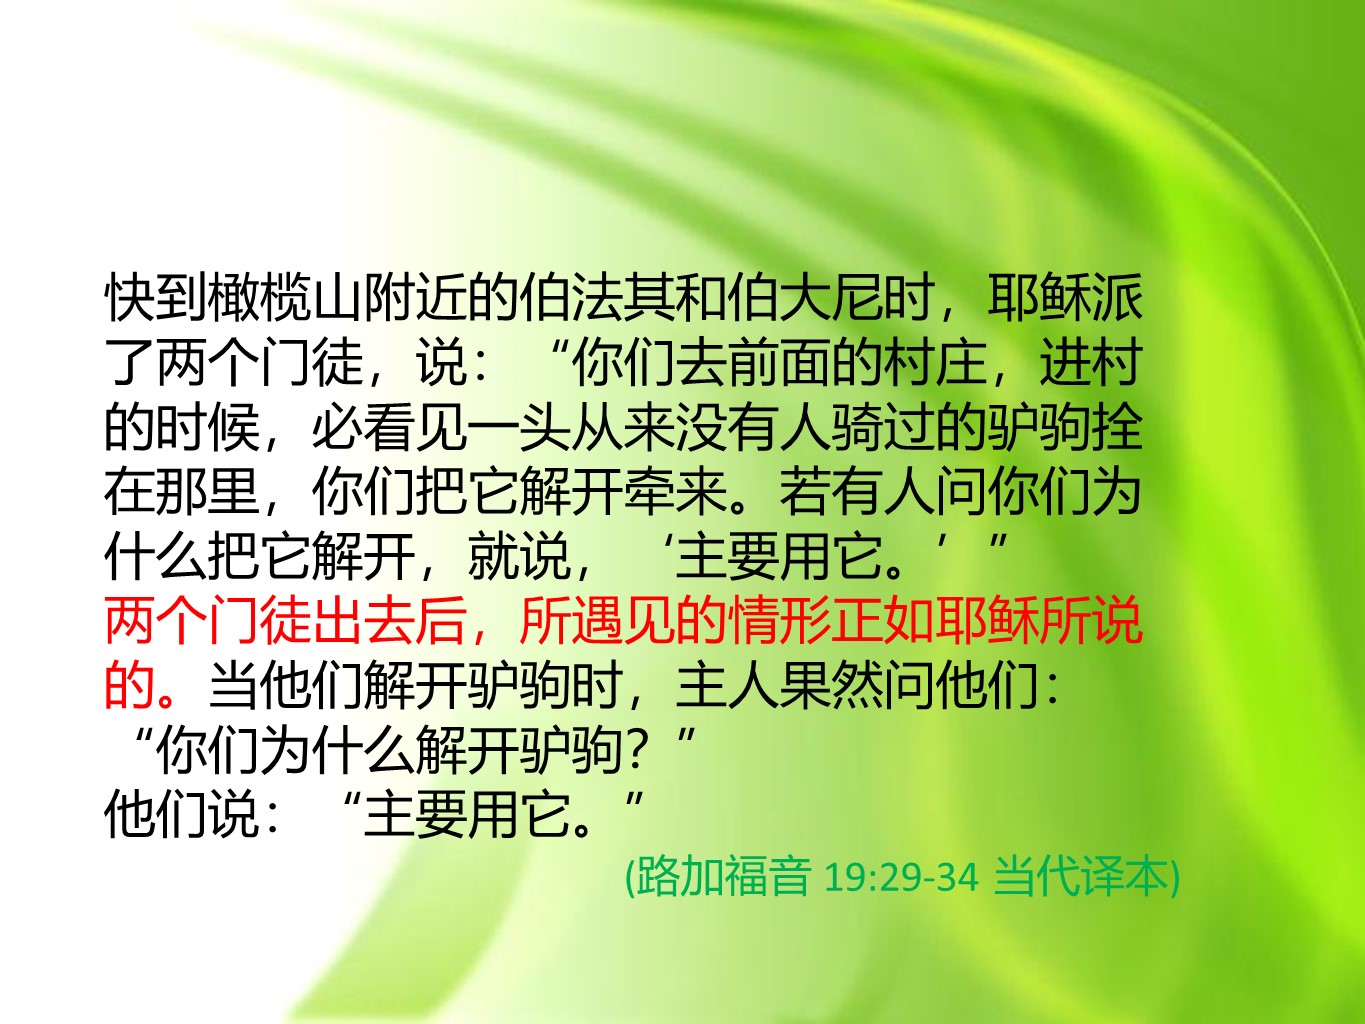 快到橄榄山附近的伯法其和伯大尼时，耶稣派
了两个门徒，说：“你们去前面的村庄，进村
的时候，必看见一头从来没有人骑过的驴驹拴
在那里，你们把它解开牵来。若有人问你们为
什么把它解开，就说，‘主要用它。’”
两个门徒出去后，所遇见的情形正如耶稣所说
的。当他们解开驴驹时，主人果然问他们：
“你们为什么解开驴驹？”
他们说：“主要用它。”
(路加福音 19:29-34 当代译本)